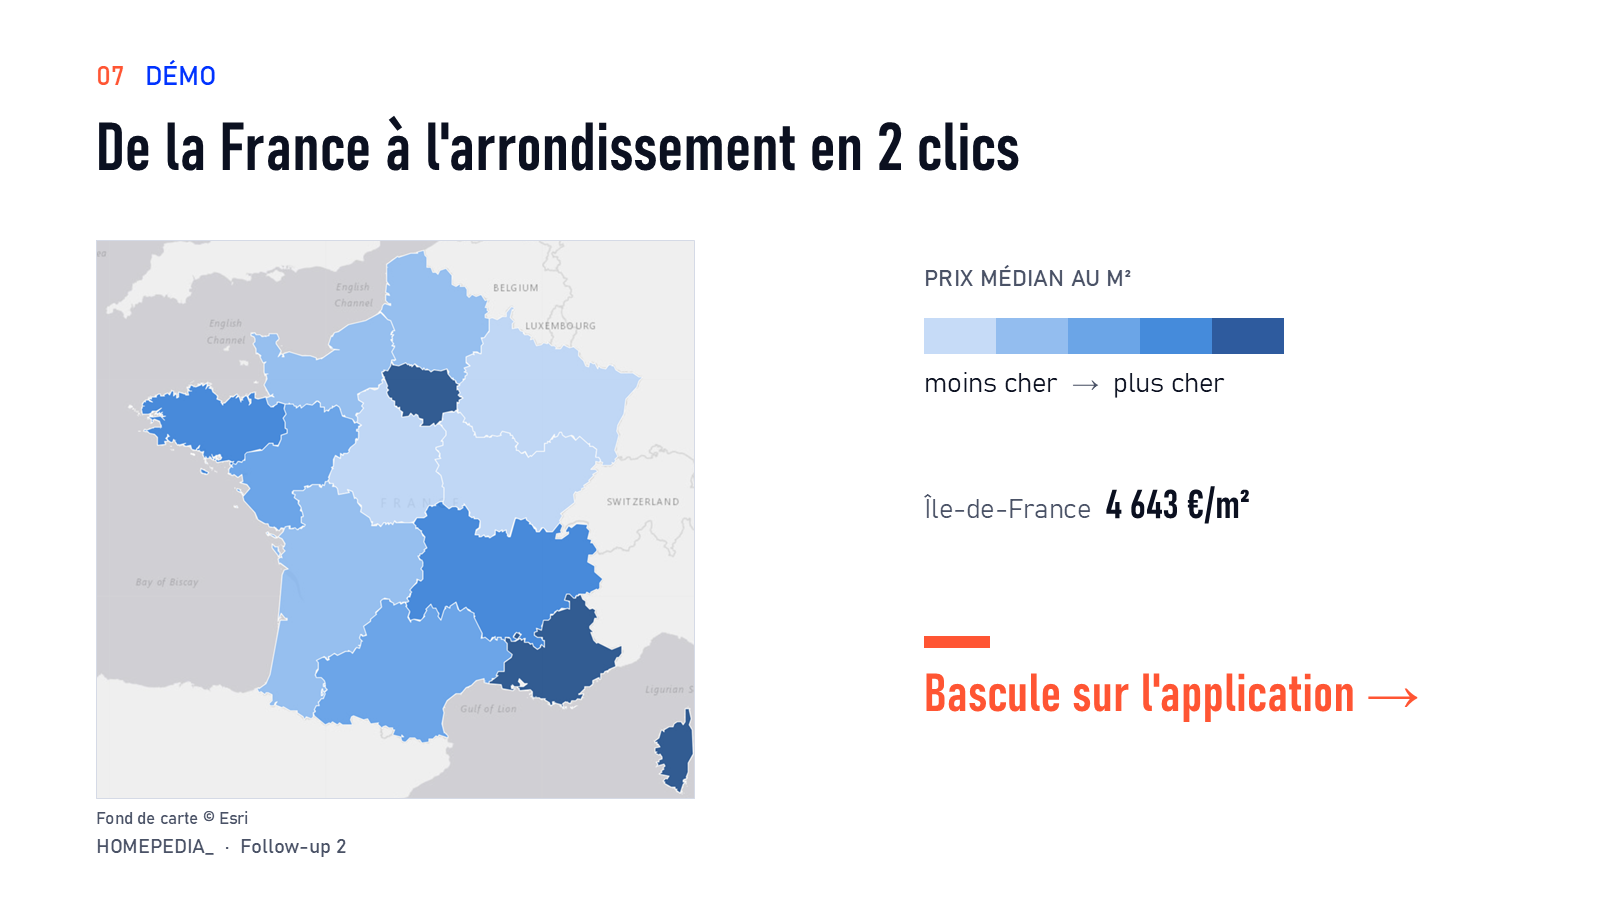 07 DÉMO
De la France à l'arrondissement en 2 clics
English
Channel
English
Channel
BELGIUM
LUXEMBOURG
FRANCE
SWITZERLAND
Bay of Biscay
Gulf of Lion
Ligurian S
Fond de carte © Esri
HOMEPEDIA_ · Follow-up 2
PRIX MÉDIAN AU M²
moins cher → plus cher
Île-de-France 4 643 €/m²
Bascule sur l'application →